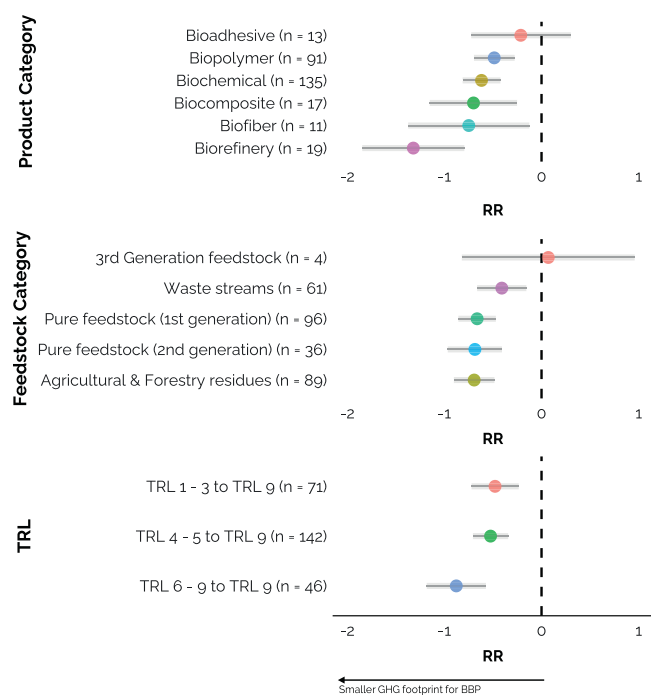 Product Category
Bioadhesive (n = 13)
Biopolymer (n = 91)
Biochemical (n = 135)
Biocomposite (n = 17)
Biofiber (n = 11)
Biorefinery (n = 19)
-2 -1 0 1
RR
Feedstock Category
3rd Generation feedstock (n = 4)
Waste streams (n = 61)
Pure feedstock (1st generation) (n = 96)
Pure feedstock (2nd generation) (n = 36)
Agricultural & Forestry residues (n = 89)
-2 -1 0 1
RR
TRL
TRL 1 - 3 to TRL 9 (n = 71)
TRL 4 - 5 to TRL 9 (n = 142)
TRL 6 - 9 to TRL 9 (n = 46)
-2 -1 0 1
RR
Smaller GHG footprint for BBP